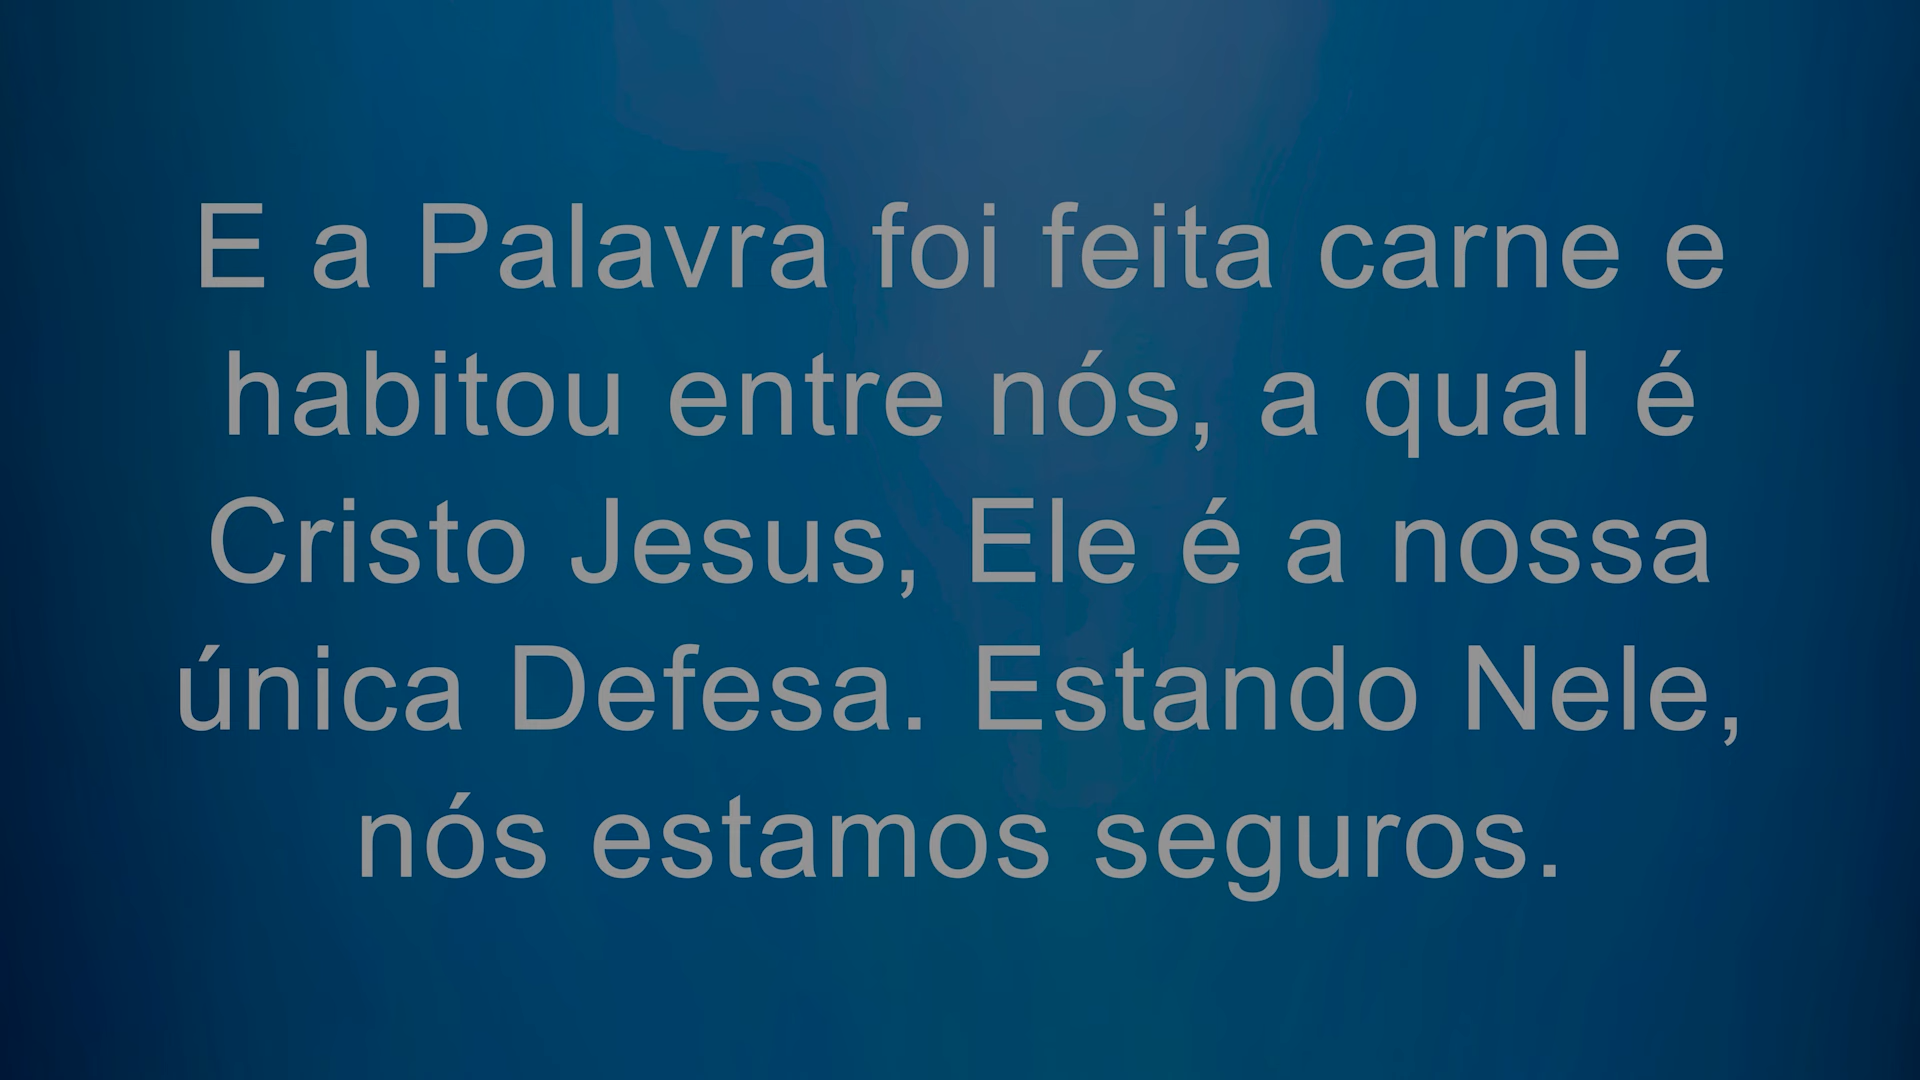 E a Palavra foi feita carne e
habitou entre nós, a qual é
Cristo Jesus, Ele é a nossa
única Defesa. Estando Nele,
nós estamos seguros.